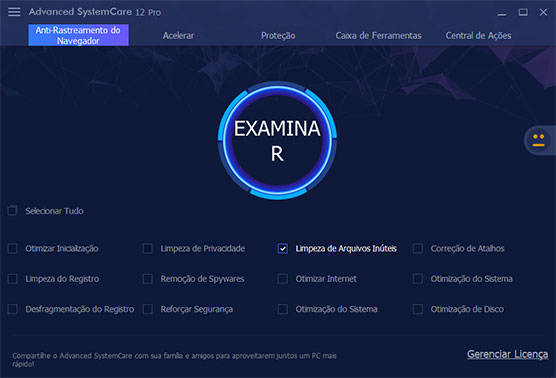 Advanced SystemCare 12 Pro
Anti-Rastreamento do
Navegador
Acelerar
Proteção
Caixa de Ferramentas
Central de Ações
EXAMINA
R
Selecionar Tudo
Otimizar Inicialização
Limpeza de Privacidade
Limpeza de Arquivos Inúteis
Correção de Atalhos
Limpeza do Registro
Remoção de Spywares
Otimizar Internet
Otimização do Sistema
Desfragmentação do Registro
Reforçar Segurança
Otimização do Sistema
Otimização de Disco
Compartilhe o Advanced SystemCare com sua família e amigos para aproveitarem juntos um PC mais
rápido!
Gerenciar Licença